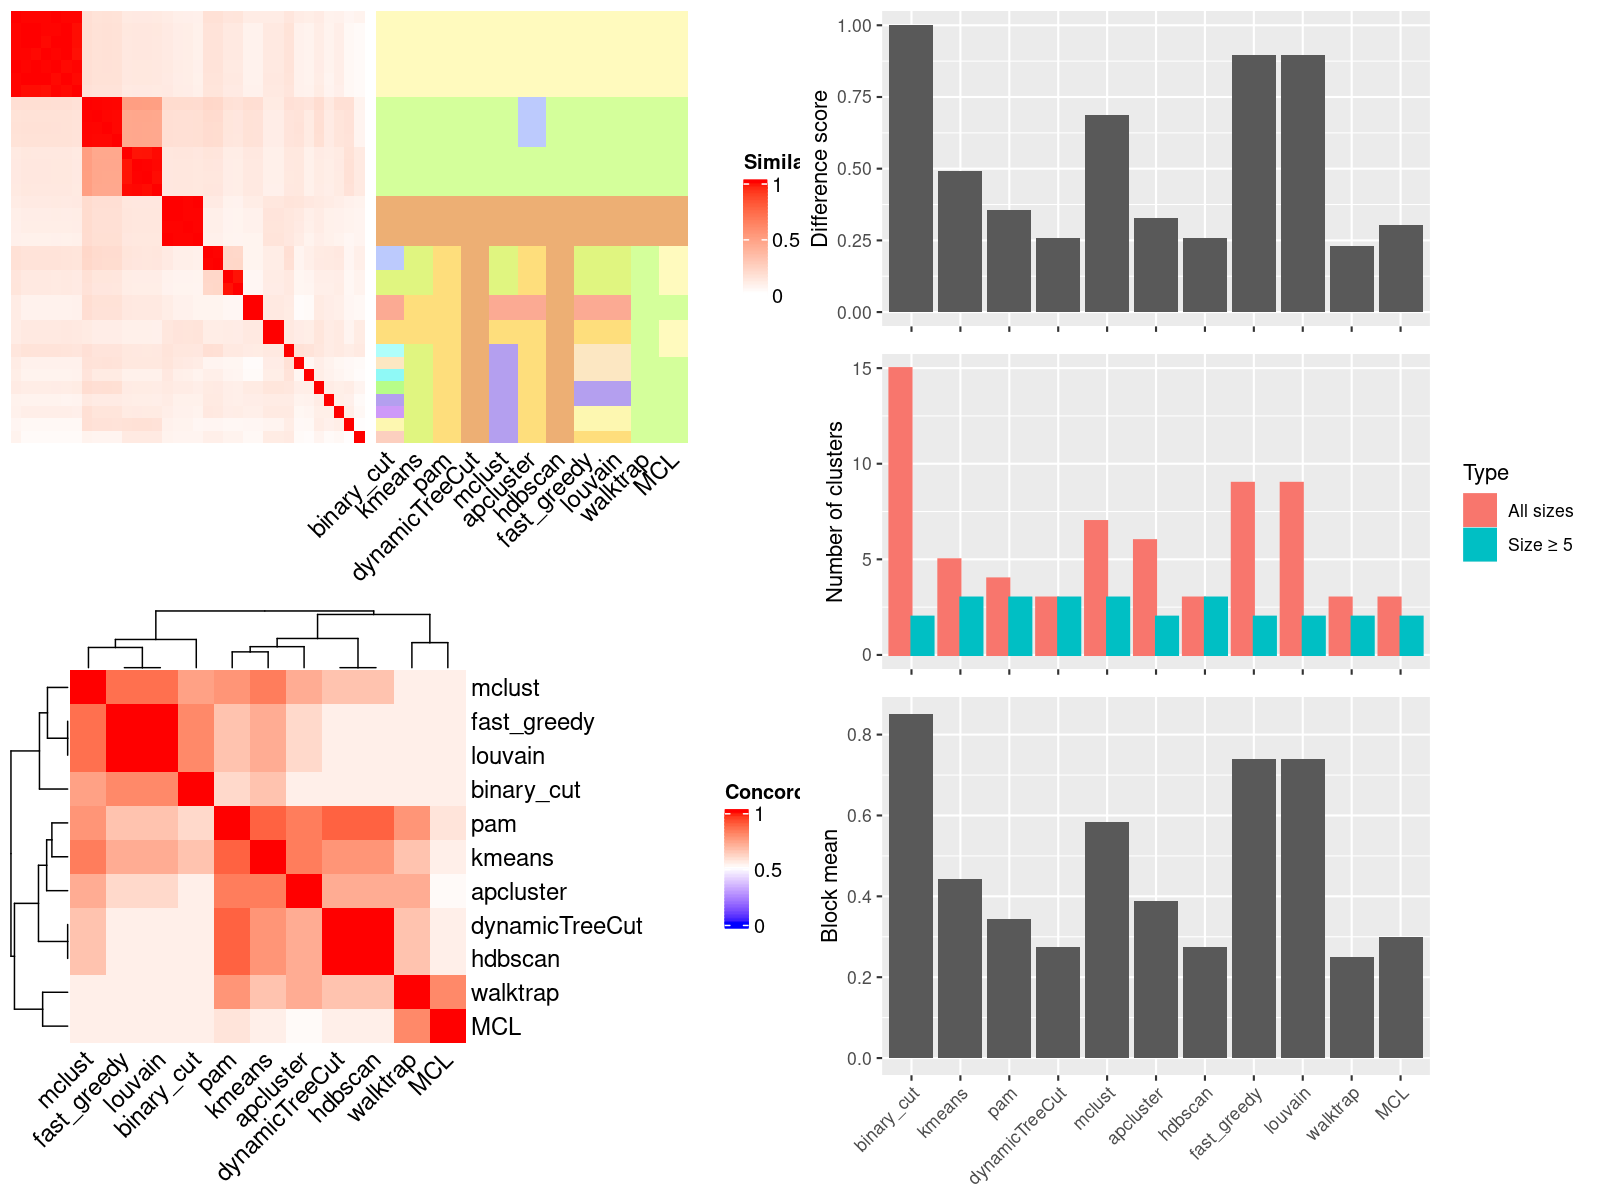 Simila
1
0.5
0
binary_cut
kmeans
pam
dynamicTreeCut
mclust
apcluster
hdbscan
fast_greedy
louvain
walktrap
MCL
mclust
fast_greedy
louvain
binary_cut
pam
kmeans
apcluster
dynamicTreeCut
hdbscan
walktrap
MCL
mclust
fast_greedy
louvain
binary_cut
pam
kmeans
apcluster
dynamicTreeCut
hdbscan
walktrap
MCL
Concord
1
0.5
0
Difference score
1.00
0.75
0.50
0.25
0.00
Number of clusters
15
10
5
0
Type
All sizes
Size ≥ 5
Block mean
0.8
0.6
0.4
0.2
0.0
binary_cut
kmeans
pam
dynamicTreeCut
mclust
apcluster
hdbscan
fast_greedy
louvain
walktrap
MCL